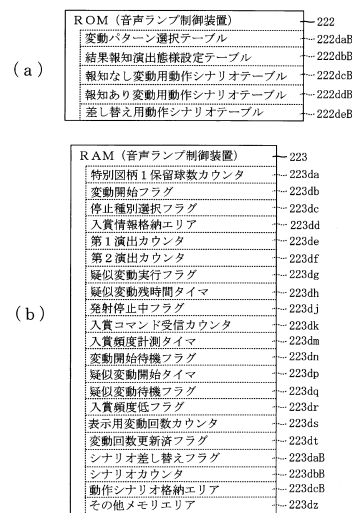 (a)
ROM（音声ランプ制御装置） 222
変動パターン選択テーブル 222daB
結果報知演出態様設定テーブル 222dbB
報知なし変動用動作シナリオテーブル 222dcB
報知あり変動用動作シナリオテーブル 222ddB
差し替え用動作シナリオテーブル 222deB
(b)
RAM（音声ランプ制御装置） 223
特別図柄１保留球数カウンタ 223da
変動開始フラグ 223db
停止種別選択フラグ 223dc
入賞情報格納エリア 223dd
第１演出カウンタ 223de
第２演出カウンタ 223df
疑似変動実行フラグ 223dg
疑似変動残時間タイマ 223dh
発射停止中フラグ 223dj
入賞コマンド受信カウンタ 223dk
入賞頻度計測タイマ 223dm
変動開始待機フラグ 223dn
疑似変動開始タイマ 223dp
疑似変動待機フラグ 223dq
入賞頻度低フラグ 223dr
表示用変動回数カウンタ 223ds
変動回数更新済フラグ 223dt
シナリオ差し替えフラグ 223daB
シナリオカウンタ 223dbB
動作シナリオ格納エリア 223dcB
その他メモリエリア 223dz